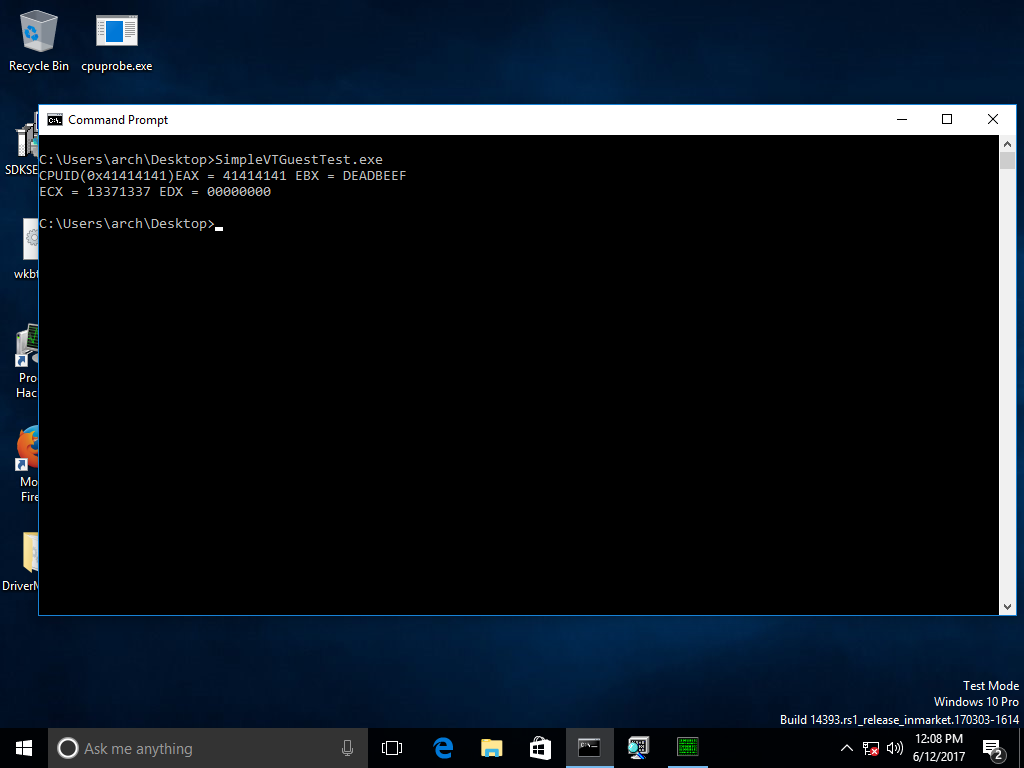 Recycle Bin
cpuprobe.exe
Command Prompt
C:\Users\arch\Desktop>SimpleVTGuestTest.exe
CPUID(0x41414141)EAX = 41414141 EBX = DEADBEEF
ECX = 13371337 EDX = 00000000
C:\Users\arch\Desktop>
SDKSE
wkbt
Pro
Hac
Mo
Fire
DriverM
Test Mode
Windows 10 Pro
Build 14393.rs1_release_inmarket.170303-1614
Ask me anything
12:08 PM
6/12/2017
2